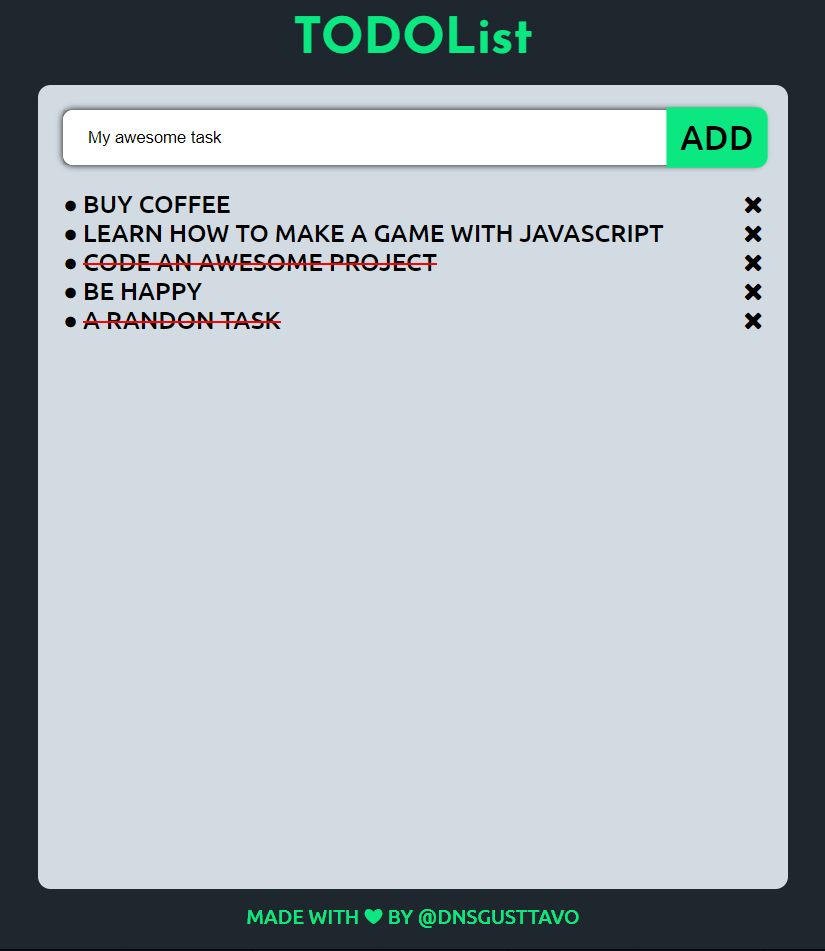 TODOList
My awesome task
ADD
● BUY COFFEE ✖
● LEARN HOW TO MAKE A GAME WITH JAVASCRIPT ✖
● CODE AN AWESOME PROJECT ✖
● BE HAPPY ✖
● A RANDON TASK ✖
MADE WITH ♥ BY @DNSGUSTTAVO